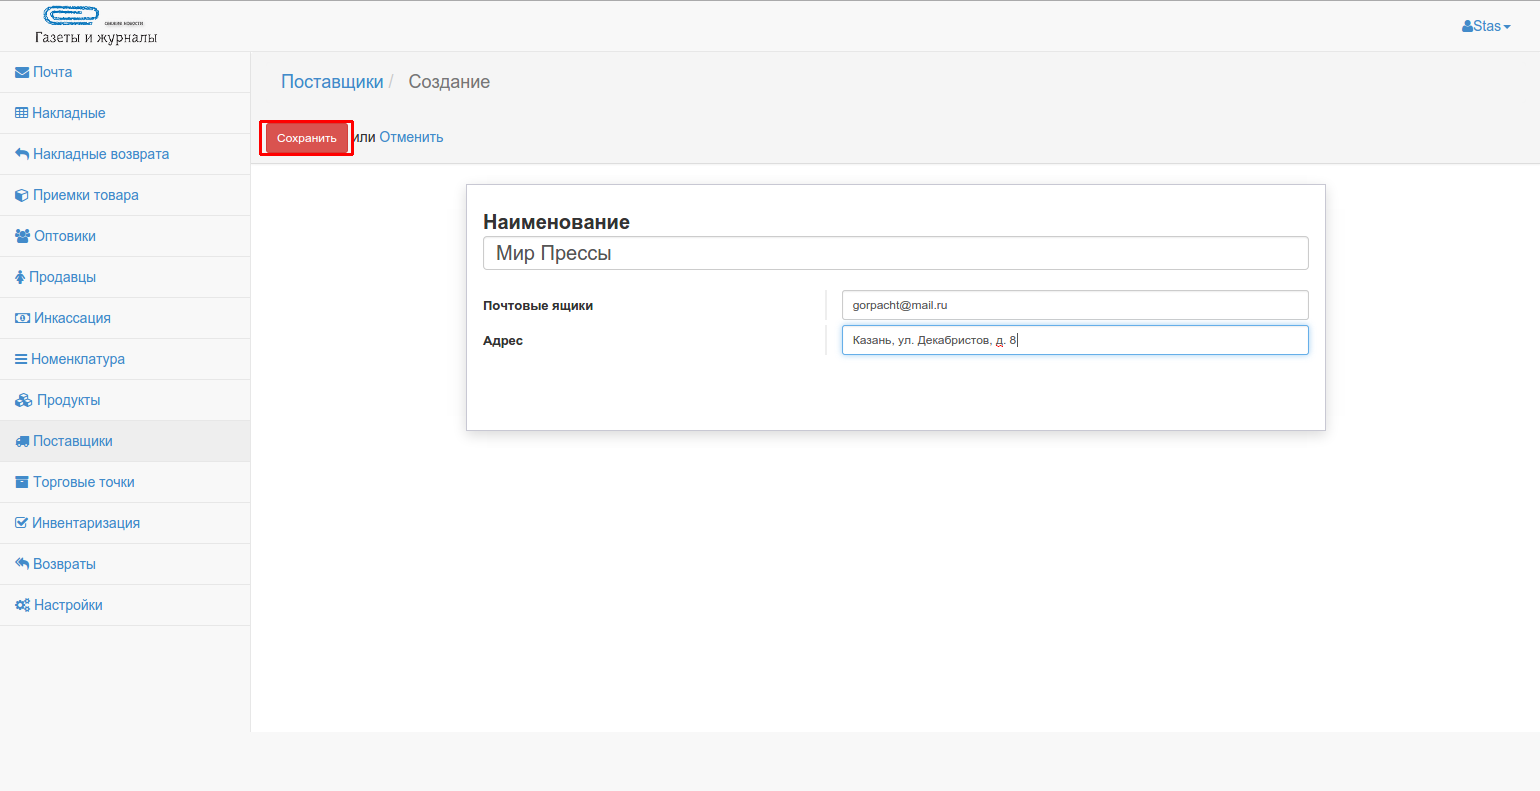 СВЕЖИЕ НОВОСТИ
Газеты и журналы
Stas
Почта
Накладные
Накладные возврата
Приемки товара
Оптовики
Продавцы
Инкассация
Номенклатура
Продукты
Поставщики
Торговые точки
Инвентаризация
Возвраты
Настройки
Поставщики / Создание
Сохранить или Отменить
Наименование
Мир Прессы
Почтовые ящики gorpacht@mail.ru
Адрес Казань, ул. Декабристов, д. 8